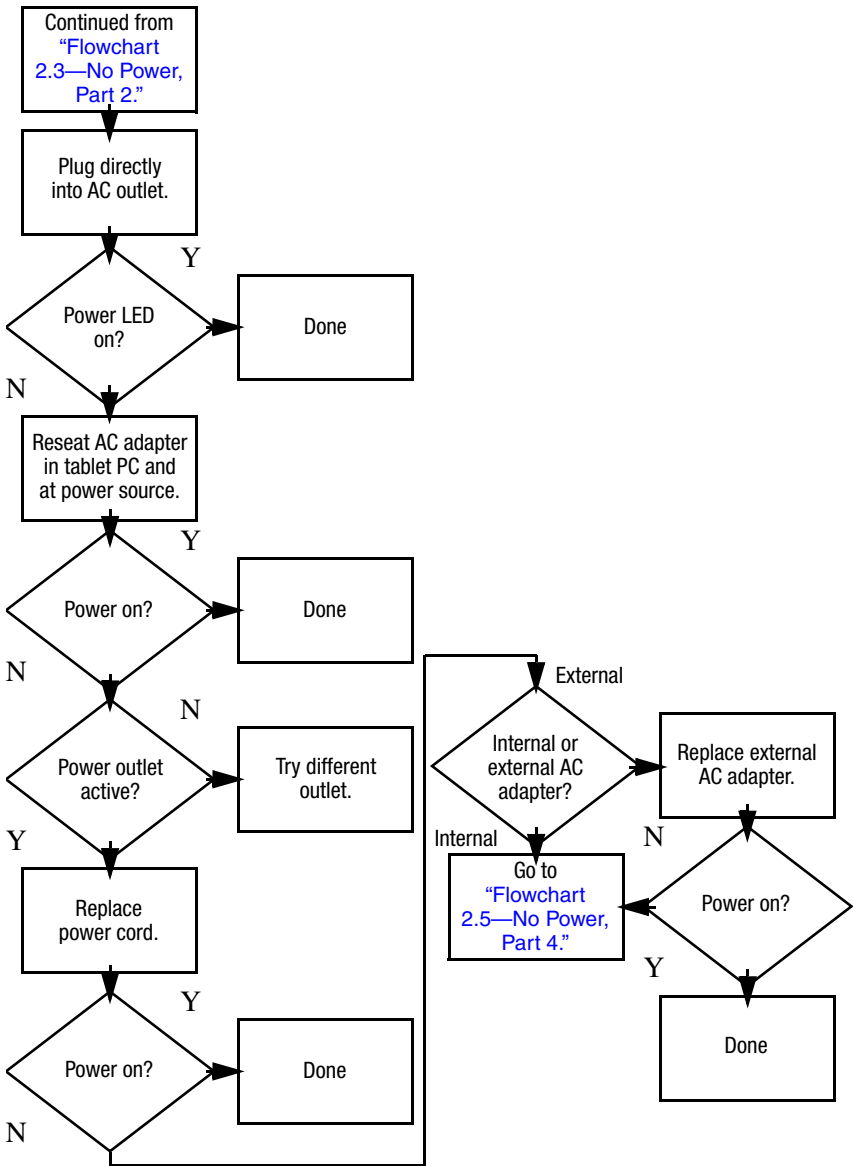 Continued from
“Flowchart
2.3—No Power,
Part 2.”
Plug directly
into AC outlet.
Y
Power LED
on?
Done
N
Reseat AC adapter
in tablet PC and
at power source.
Y
Power on?
Done
N
N
Power outlet
active?
Try different
outlet.
Y
Replace
power cord.
Y
Power on?
Done
N
External
Internal or
external AC
adapter?
Replace external
AC adapter.
Internal
N
Go to
“Flowchart
2.5—No Power,
Part 4.”
Power on?
Y
Done